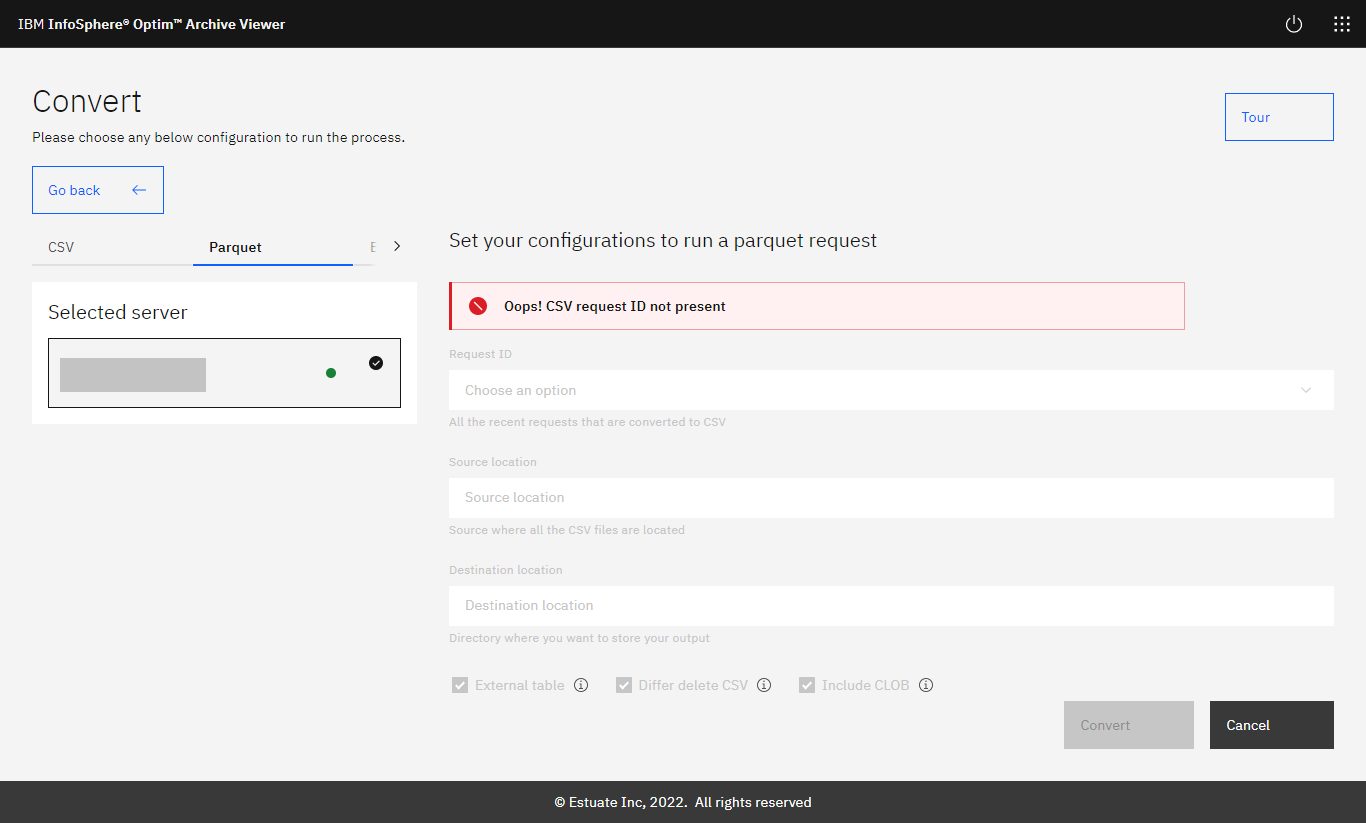 IBM InfoSphere® Optim™ Archive Viewer
Convert
Please choose any below configuration to run the process.
Tour
Go back
CSV
Parquet
E
Selected server
Set your configurations to run a parquet request
Oops! CSV request ID not present
Request ID
Choose an option
All the recent requests that are converted to CSV
Source location
Source location
Source where all the CSV files are located
Destination location
Destination location
Directory where you want to store your output
External table
Differ delete CSV
Include CLOB
Convert
Cancel
© Estuate Inc, 2022. All rights reserved